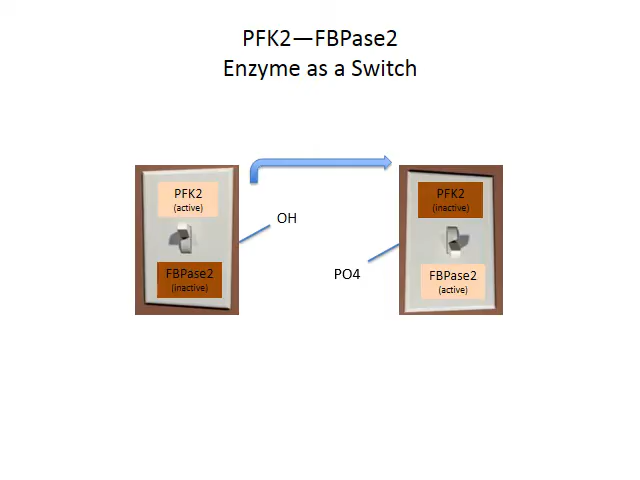 PFK2—FBPase2
Enzyme as a Switch
PFK2
(active)
FBPase2
(inactive)
OH
PO4
PFK2
(inactive)
FBPase2
(active)